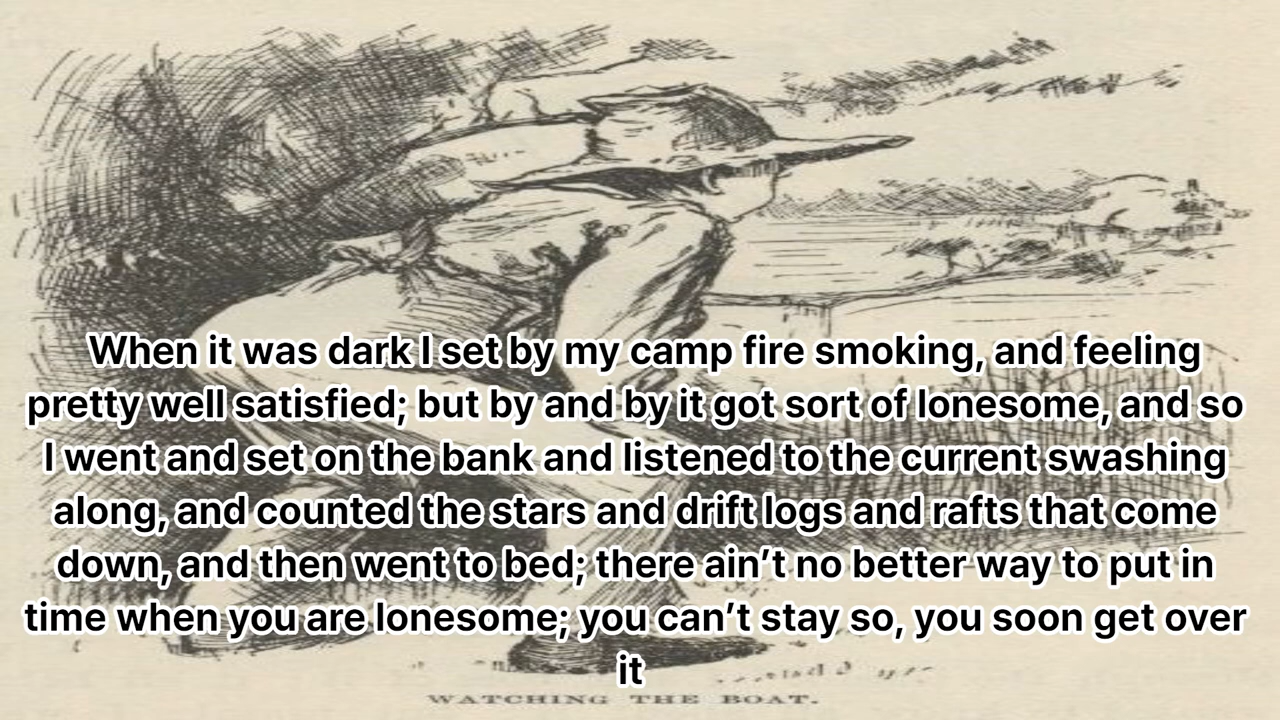 When it was dark I set by my camp fire smoking, and feeling
pretty well satisfied; but by and by it got sort of lonesome, and so
I went and set on the bank and listened to the current swashing
along, and counted the stars and drift logs and rafts that come
down, and then went to bed; there ain’t no better way to put in
time when you are lonesome; you can’t stay so, you soon get over
it
WATCHING THE BOAT.